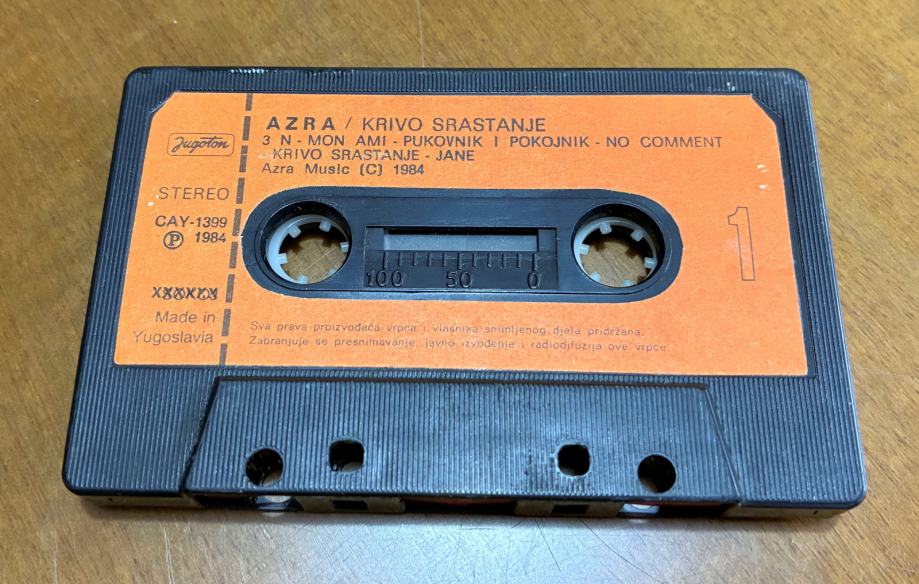 Jugoton
AZRA / KRIVO SRASTANJE
3 N - MON AMI - PUKOVNIK I POKOJNIK - NO COMMENT
- KRIVO SRASTANJE - JANE
Azra Music (C) 1984
STEREO
CAY-1399
Ⓟ 1984
Made in
Yugoslavia
1
100 50 0
Sva prava proizvođača vrpce i vlasnika snimljenog djela pridržana.
Zabranjuje se presnimavanje, javno izvođenje i radiodifuzija ove vrpce